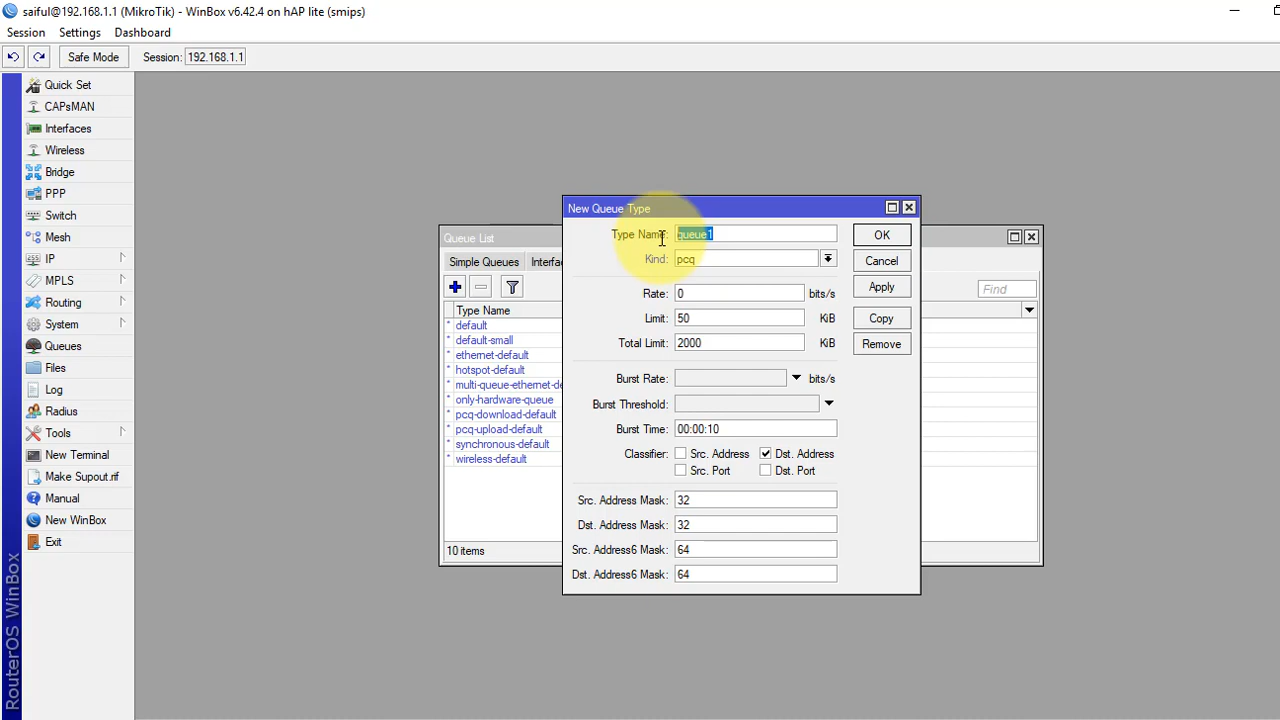 saiful@192.168.1.1 (MikroTik) - WinBox v6.42.4 on hAP lite (smips)
Session Settings Dashboard
Safe Mode Session: 192.168.1.1
Quick Set
CAPsMAN
Interfaces
Wireless
Bridge
PPP
Switch
Mesh
IP
MPLS
Routing
System
Queues
Files
Log
Radius
Tools
New Terminal
Make Supout.rif
Manual
New WinBox
Exit
RouterOS WinBox
Queue List
Simple Queues Interfa
Find
Type Name
* default
* default-small
* ethernet-default
* hotspot-default
* multi-queue-ethernet-de
* only-hardware-queue
* pcq-download-default
* pcq-upload-default
* synchronous-default
* wireless-default
10 items
New Queue Type
Type Name: queue1
Kind: pcq
Rate: 0 bits/s
Limit: 50 KiB
Total Limit: 2000 KiB
Burst Rate: bits/s
Burst Threshold:
Burst Time: 00:00:10
Classifier: Src. Address Dst. Address
Src. Port Dst. Port
Src. Address Mask: 32
Dst. Address Mask: 32
Src. Address6 Mask: 64
Dst. Address6 Mask: 64
OK
Cancel
Apply
Copy
Remove